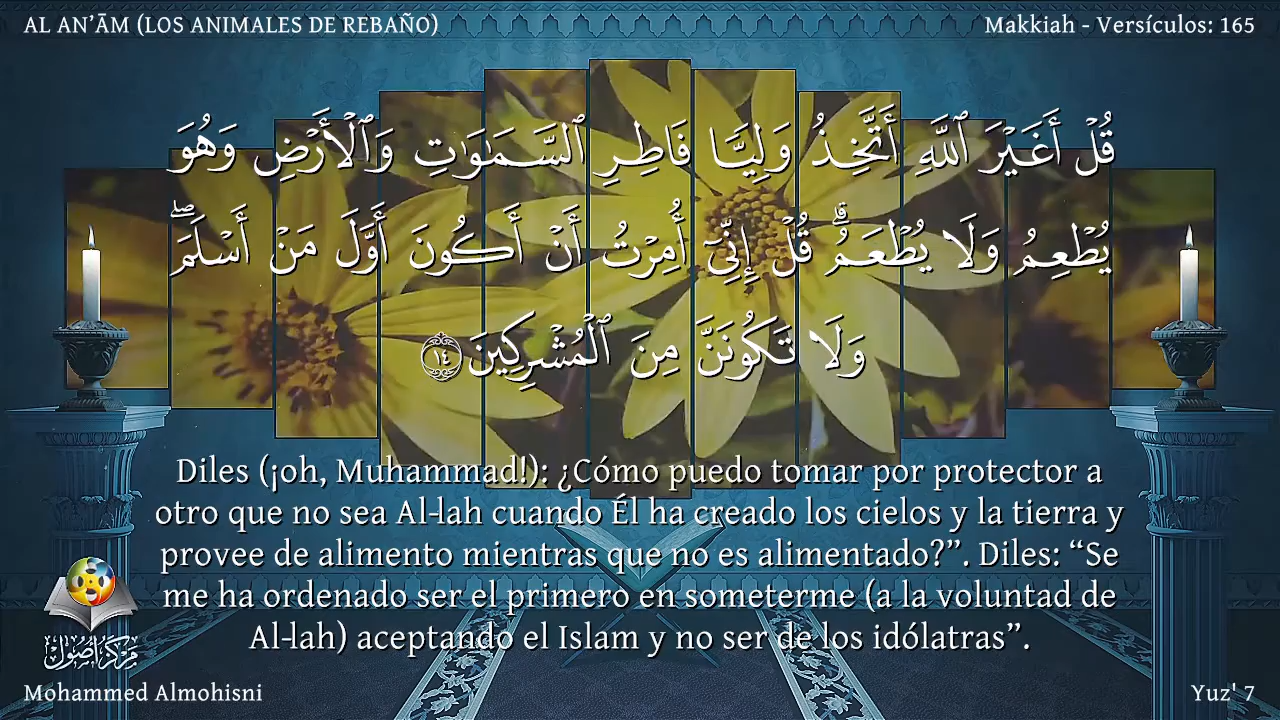 AL AN’ĀM (LOS ANIMALES DE REBAÑO)
Makkiah - Versículos: 165
قُلۡ أَغَيۡرَ ٱللَّهِ أَتَّخِذُ وَلِيّٗا فَاطِرِ ٱلسَّمَٰوَٰتِ وَٱلۡأَرۡضِ وَهُوَ
يُطۡعِمُ وَلَا يُطۡعَمُۗ قُلۡ إِنِّيٓ أُمِرۡتُ أَنۡ أَكُونَ أَوَّلَ مَنۡ أَسۡلَمَۖ
وَلَا تَكُونَنَّ مِنَ ٱلۡمُشۡرِكِينَ ١٤
Diles (¡oh, Muhammad!): ¿Cómo puedo tomar por protector a
otro que no sea Al-lah cuando Él ha creado los cielos y la tierra y
provee de alimento mientras que no es alimentado?”. Diles: “Se
me ha ordenado ser el primero en someterme (a la voluntad de
Al-lah) aceptando el Islam y no ser de los idólatras”.
مركز أصول
Mohammed Almohisni
Yuz' 7